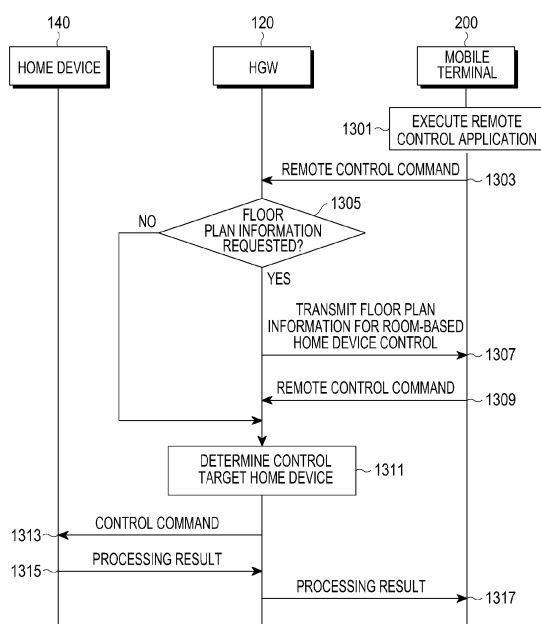 140
120
200
HOME DEVICE
HGW
MOBILE
TERMINAL
1301
EXECUTE REMOTE
CONTROL APPLICATION
REMOTE CONTROL COMMAND
1303
1305
NO
FLOOR
PLAN INFORMATION
REQUESTED?
YES
TRANSMIT FLOOR PLAN
INFORMATION FOR ROOM-BASED
HOME DEVICE CONTROL
1307
REMOTE CONTROL COMMAND
1309
DETERMINE CONTROL
TARGET HOME DEVICE
1311
CONTROL COMMAND
1313
PROCESSING RESULT
1315
PROCESSING RESULT
1317